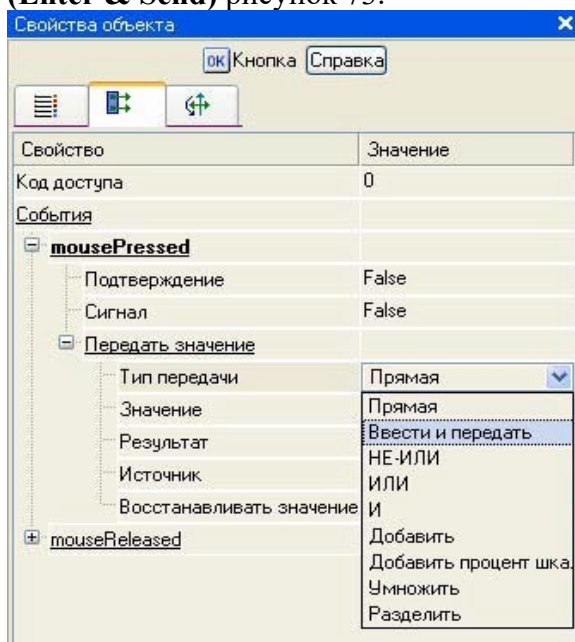 (Enter & Send) рисунок 73.
Свойства объекта
ок Кнопка Справка
Свойство Значение
Код доступа 0
События
mousePressed
Подтверждение False
Сигнал False
Передать значение
Тип передачи Прямая
Значение Прямая
Результат Ввести и передать
Источник НЕ-ИЛИ
Восстанавливать значение ИЛИ
mouseReleased И
Добавить
Добавить процент шка.
Умножить
Разделить